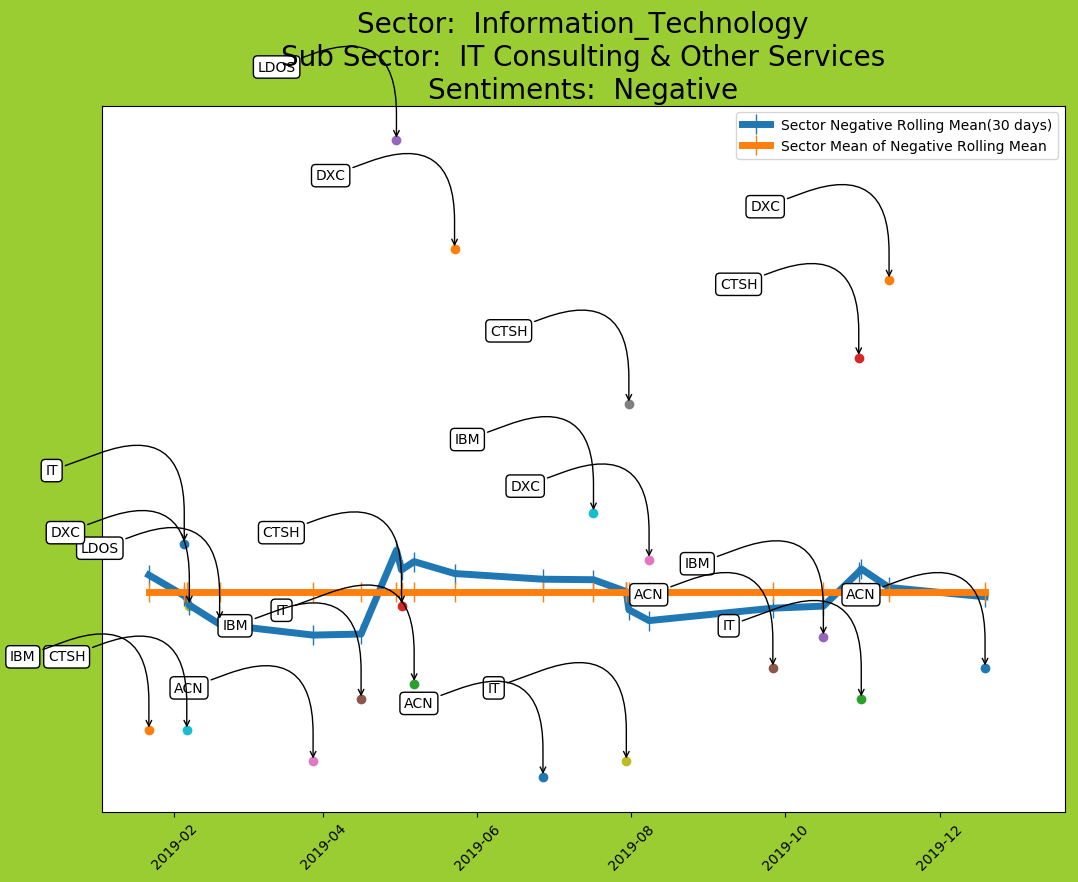 Sector:  Information_Technology
Sub Sector:  IT Consulting & Other Services
Sentiments:  Negative
LDOS
Sector Negative Rolling Mean(30 days)
Sector Mean of Negative Rolling Mean
DXC
DXC
CTSH
CTSH
IBM
IT
DXC
DXC
CTSH
LDOS
IBM
ACN
ACN
IT
IBM
IT
IBM
CTSH
ACN
IT
ACN
2019-02
2019-04
2019-06
2019-08
2019-10
2019-12